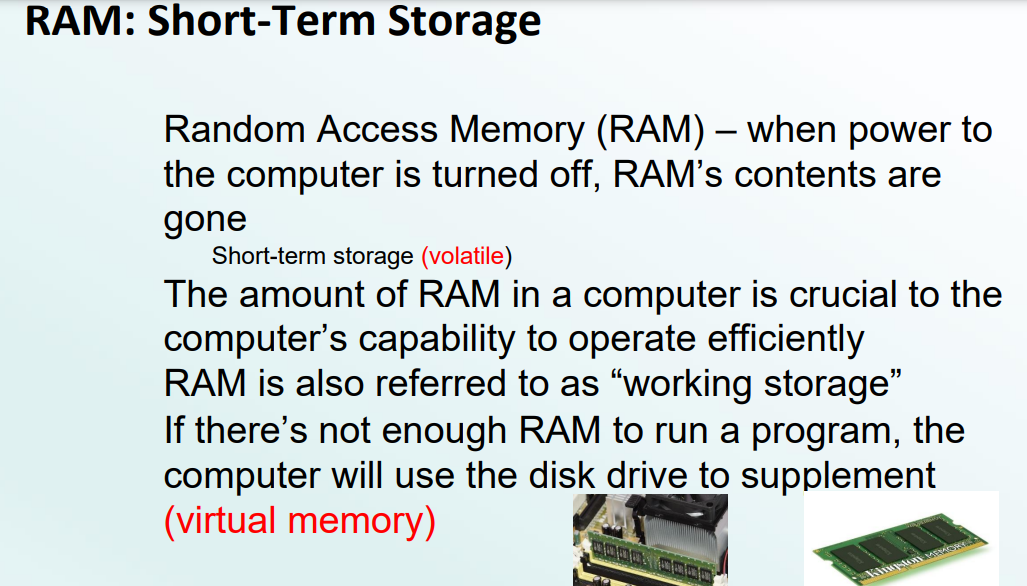 RAM: Short-Term Storage
Random Access Memory (RAM) – when power to
the computer is turned off, RAM’s contents are
gone
Short-term storage (volatile)
The amount of RAM in a computer is crucial to the
computer’s capability to operate efficiently
RAM is also referred to as “working storage”
If there’s not enough RAM to run a program, the
computer will use the disk drive to supplement
(virtual memory)
Kingston MEMORY